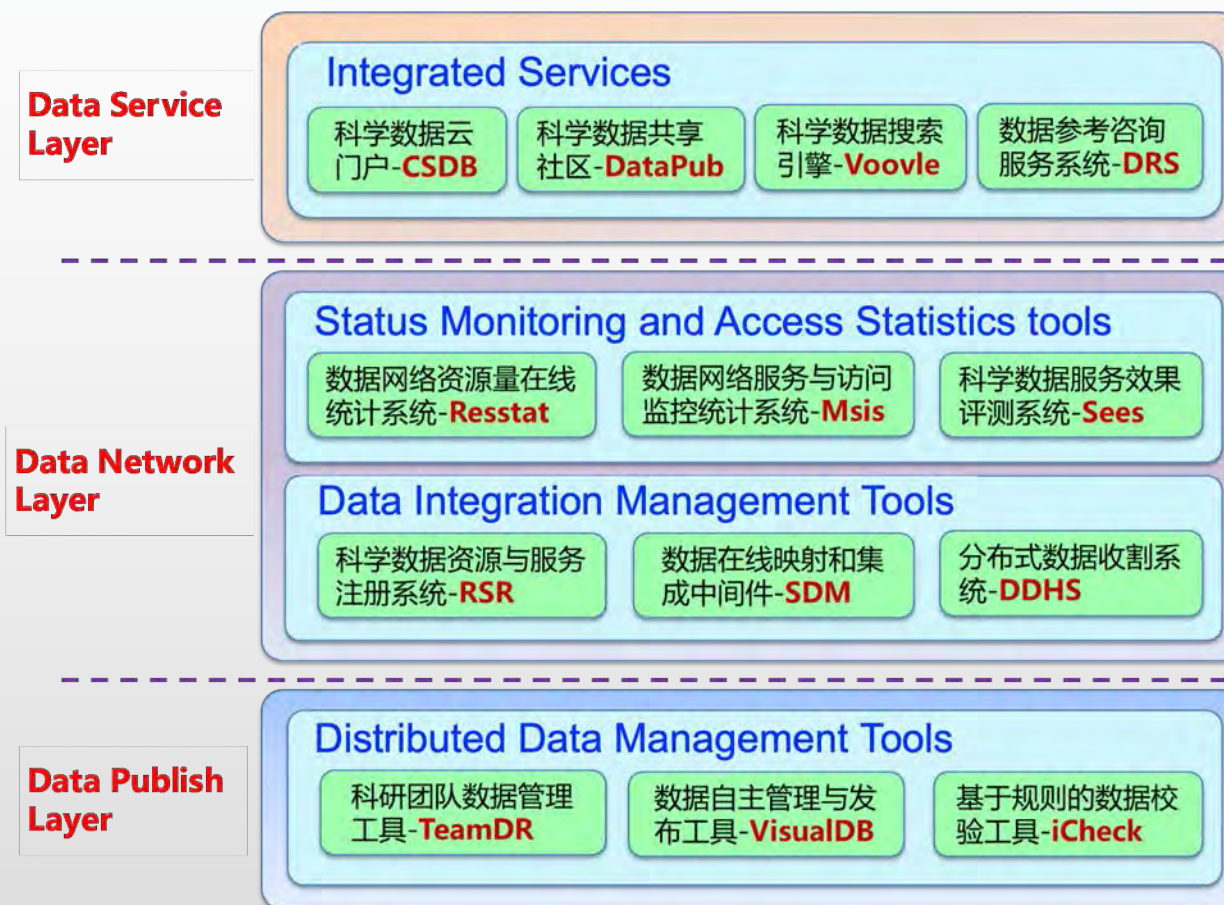 Data Service
Layer
Integrated Services
科学数据云
门户-CSDB
科学数据共享
社区-DataPub
科学数据搜索
引擎-Voovle
数据参考咨询
服务系统-DRS
Data Network
Layer
Status Monitoring and Access Statistics tools
数据网络资源量在线
统计系统-Resstat
数据网络服务与访问
监控统计系统-Msis
科学数据服务效果
评测系统-Sees
Data Integration Management Tools
科学数据资源与服务
注册系统-RSR
数据在线映射和集
成中间件-SDM
分布式数据收割系
统-DDHS
Data Publish
Layer
Distributed Data Management Tools
科研团队数据管理
工具-TeamDR
数据自主管理与发
布工具-VisualDB
基于规则的数据校
验工具-iCheck